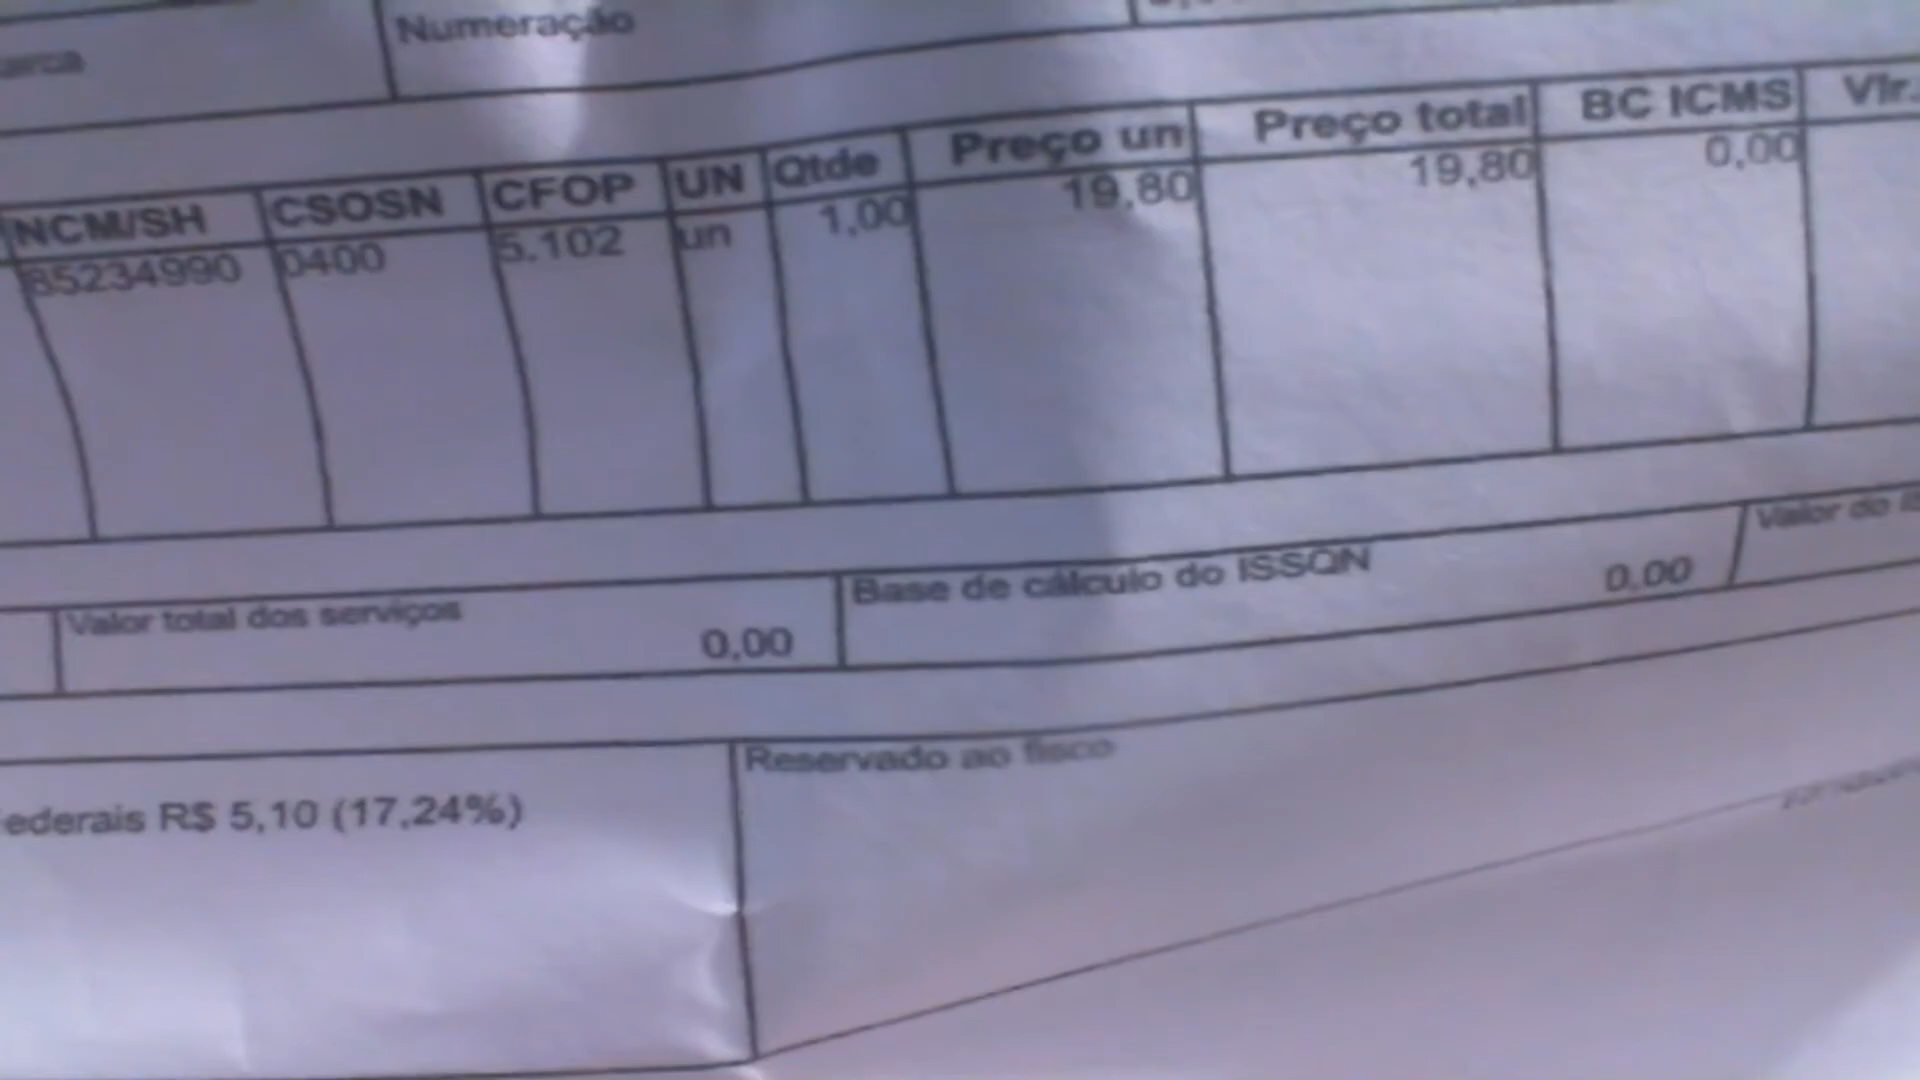 Numeração
NCM/SH CSOSN CFOP UN Qtde Preço un Preço total BC ICMS Vlr.
85234990 0400 5.102 un 1,00 19,80 19,80 0,00
Valor total dos serviços Base de cálculo do ISSQN Valor do
0,00 0,00
ederais R$ 5,10 (17,24%) Reservado ao fisco